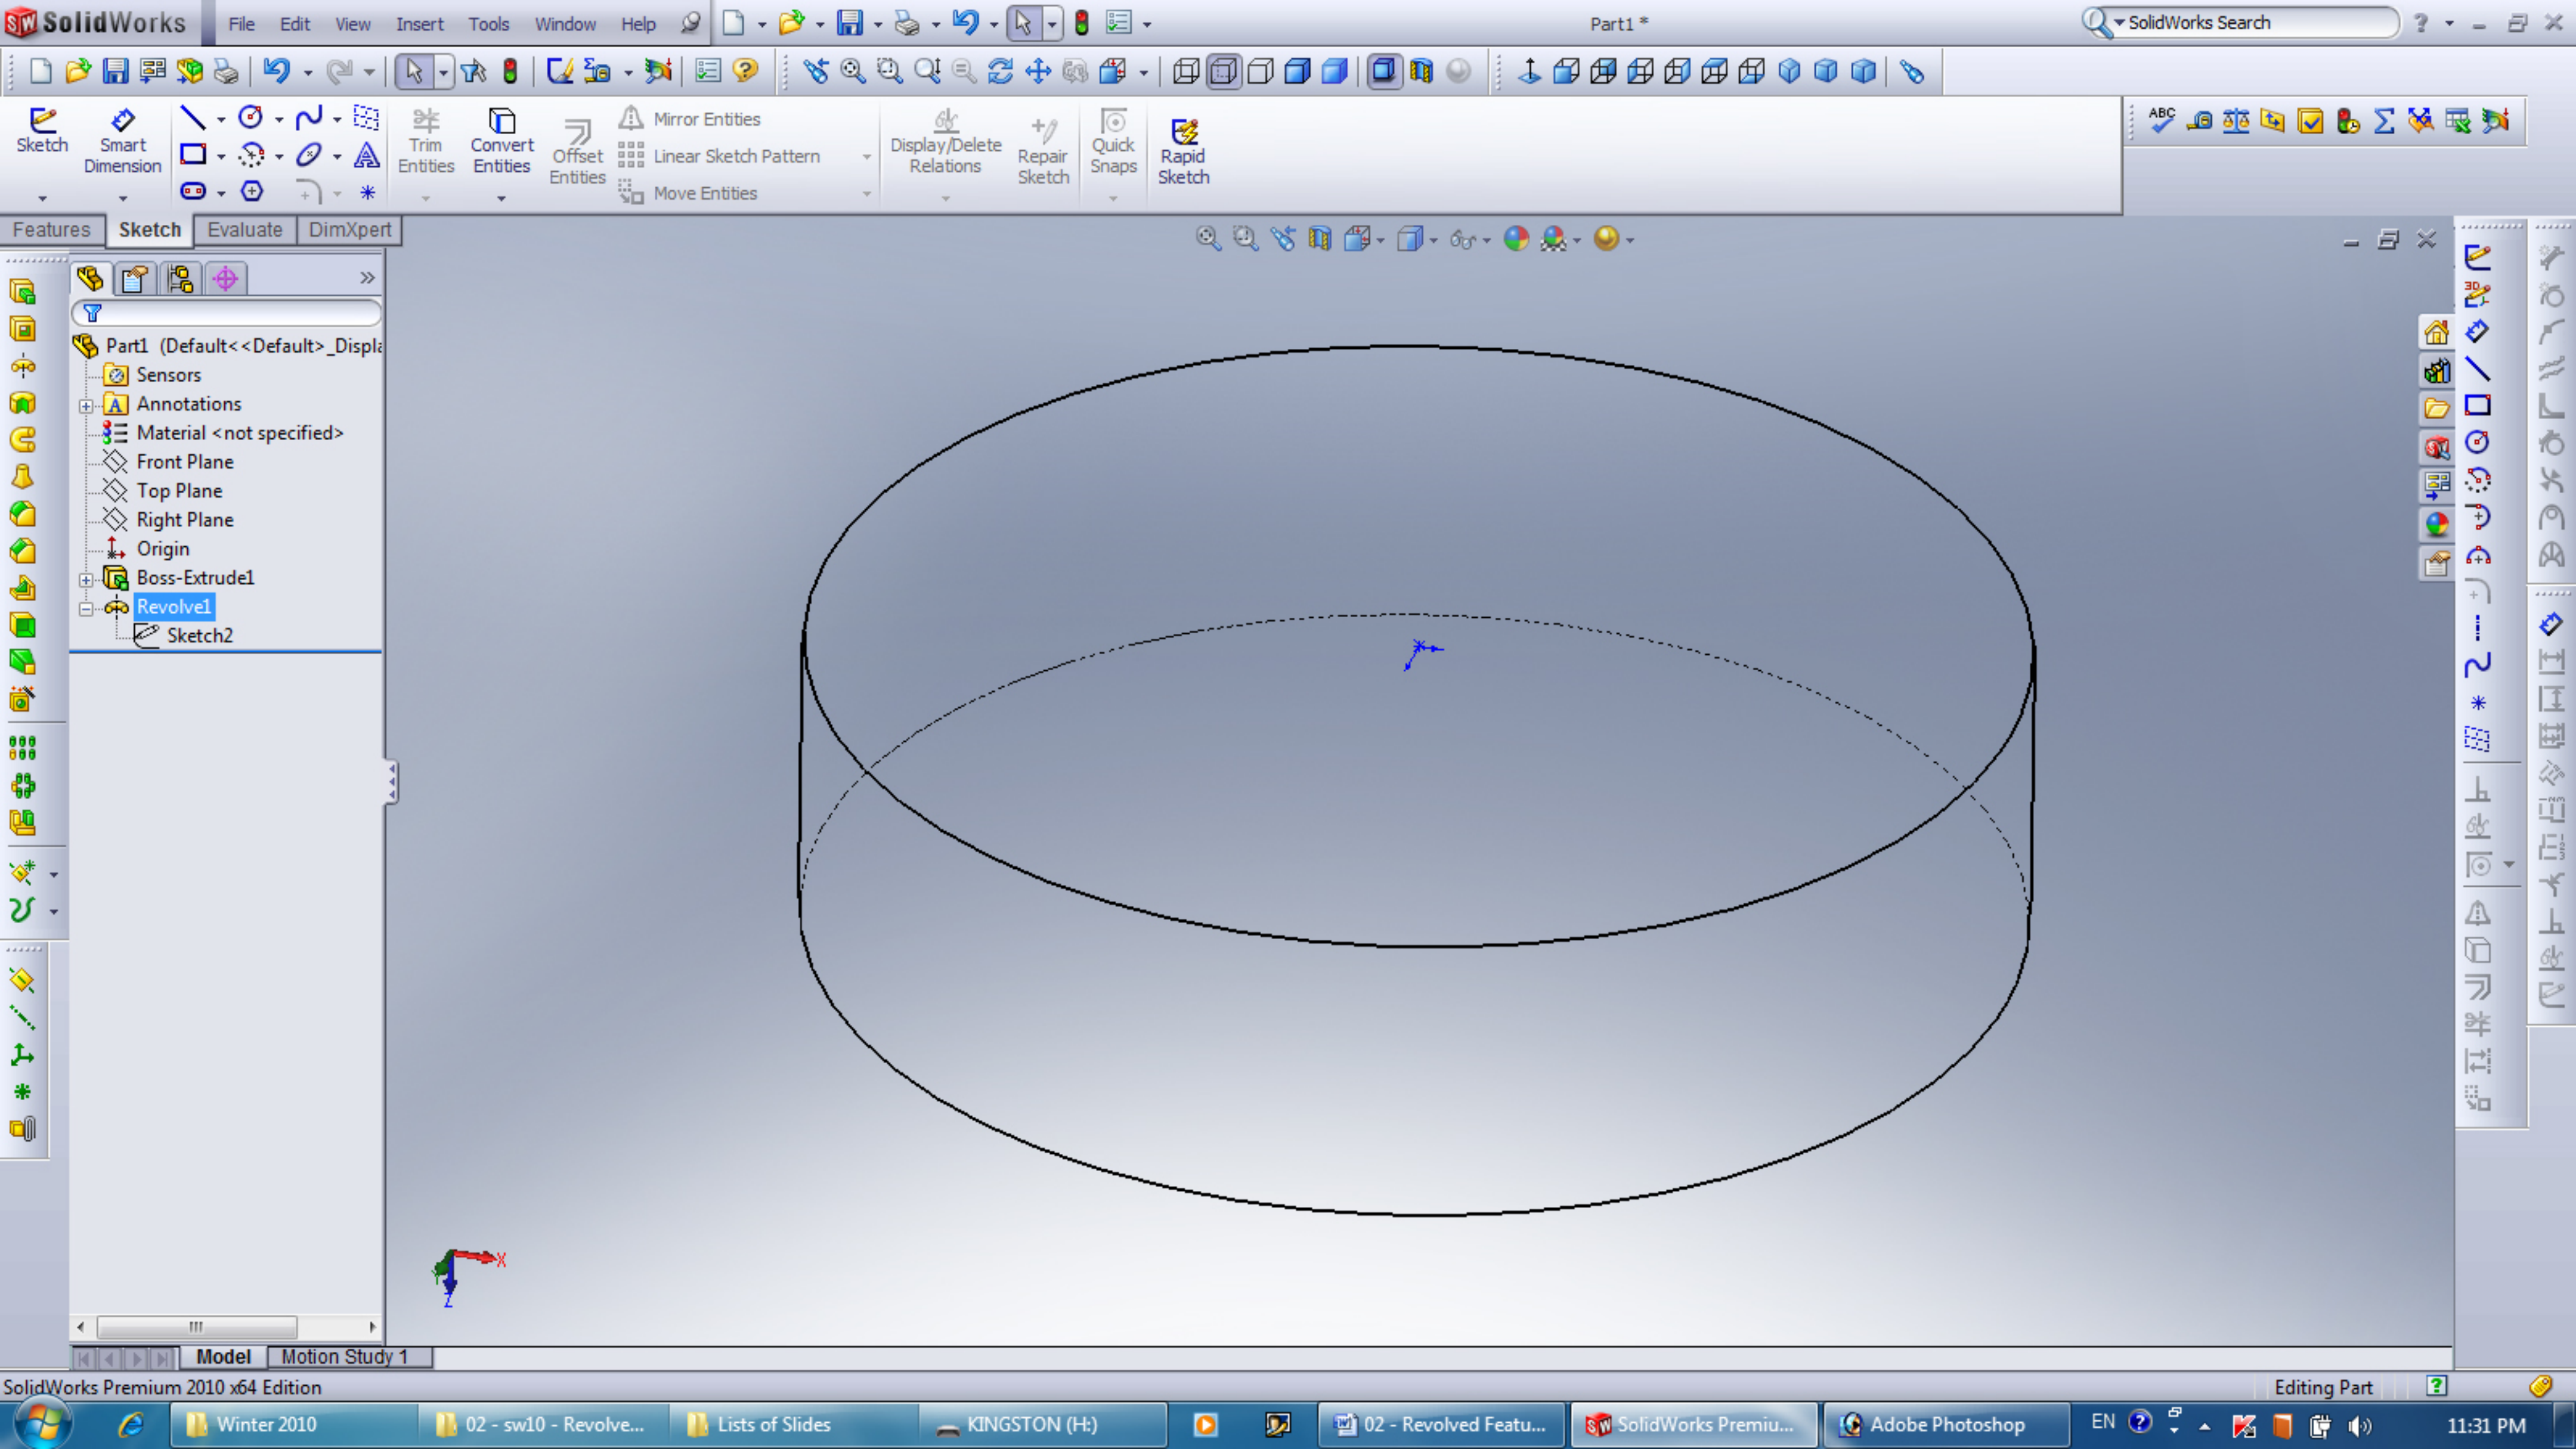 SolidWorks File Edit View Insert Tools Window Help Part1 * SolidWorks Search ?
Sketch Smart Dimension Trim Entities Convert Entities Offset Entities Mirror Entities Linear Sketch Pattern Move Entities Display/Delete Relations Repair Sketch Quick Snaps Rapid Sketch ABC
Features Sketch Evaluate DimXpert
Part1 (Default<<Default>_Displa
Sensors
Annotations
Material <not specified>
Front Plane
Top Plane
Right Plane
Origin
Boss-Extrude1
Revolve1
Sketch2
3D
X
Y
Z
Model Motion Study 1
SolidWorks Premium 2010 x64 Edition Editing Part
Winter 2010 02 - sw10 - Revolve... Lists of Slides KINGSTON (H:) 02 - Revolved Featu... SolidWorks Premiu... Adobe Photoshop EN 11:31 PM